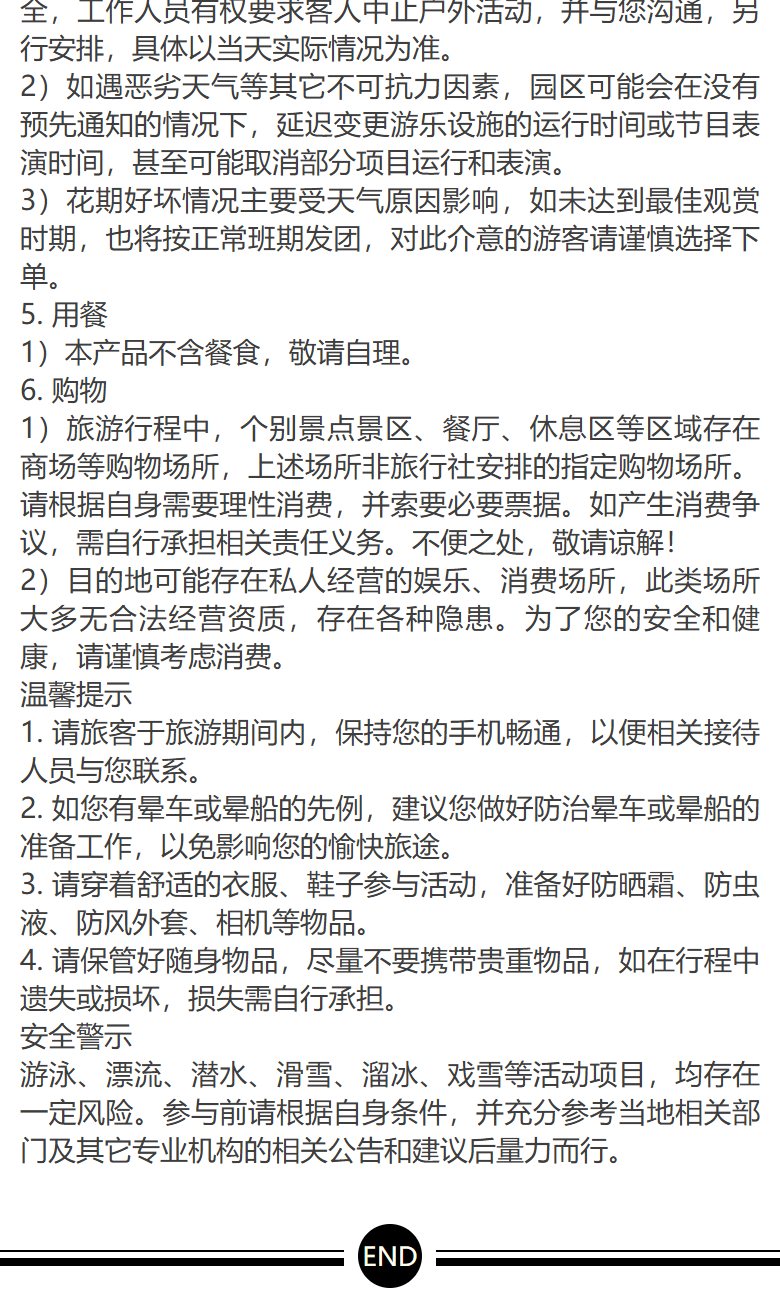 全，工作人员有权要求客人中止户外活动，并与您沟通，另
行安排，具体以当天实际情况为准。
2）如遇恶劣天气等其它不可抗力因素，园区可能会在没有
预先通知的情况下，延迟变更游乐设施的运行时间或节目表
演时间，甚至可能取消部分项目运行和表演。
3）花期好坏情况主要受天气原因影响，如未达到最佳观赏
时期，也将按正常班期发团，对此介意的游客请谨慎选择下
单。
5. 用餐
1）本产品不含餐食，敬请自理。
6. 购物
1）旅游行程中，个别景点景区、餐厅、休息区等区域存在
商场等购物场所，上述场所非旅行社安排的指定购物场所。
请根据自身需要理性消费，并索要必要票据。如产生消费争
议，需自行承担相关责任义务。不便之处，敬请谅解！
2）目的地可能存在私人经营的娱乐、消费场所，此类场所
大多无合法经营资质，存在各种隐患。为了您的安全和健
康，请谨慎考虑消费。
温馨提示
1. 请旅客于旅游期间内，保持您的手机畅通，以便相关接待
人员与您联系。
2. 如您有晕车或晕船的先例，建议您做好防治晕车或晕船的
准备工作，以免影响您的愉快旅途。
3. 请穿着舒适的衣服、鞋子参与活动，准备好防晒霜、防虫
液、防风外套、相机等物品。
4. 请保管好随身物品，尽量不要携带贵重物品，如在行程中
遗失或损坏，损失需自行承担。
安全警示
游泳、漂流、潜水、滑雪、溜冰、戏雪等活动项目，均存在
一定风险。参与前请根据自身条件，并充分参考当地相关部
门及其它专业机构的相关公告和建议后量力而行。
END